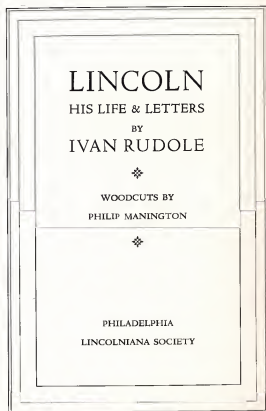 LINCOLN
HIS LIFE & LETTERS
BY
IVAN RUDOLE
WOODCUTS BY
PHILIP MANINGTON
PHILADELPHIA
LINCOLNIANA SOCIETY